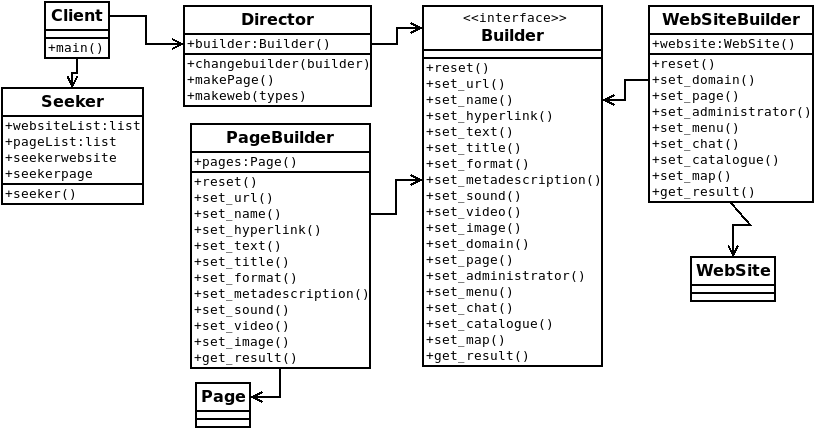 Client
+main()
Director
+builder:Builder()
+changebuilder(builder)
+makePage()
+makeweb(types)
<<interface>>
Builder
+reset()
+set_url()
+set_name()
+set_hyperlink()
+set_text()
+set_title()
+set_format()
+set_metadescription()
+set_sound()
+set_video()
+set_image()
+set_domain()
+set_page()
+set_administrator()
+set_menu()
+set_chat()
+set_catalogue()
+set_map()
+get_result()
WebSiteBuilder
+website:WebSite()
+reset()
+set_domain()
+set_page()
+set_administrator()
+set_menu()
+set_chat()
+set_catalogue()
+set_map()
+get_result()
Seeker
+websiteList:list
+pageList:list
+seekerwebsite
+seekerpage
+seeker()
PageBuilder
+pages:Page()
+reset()
+set_url()
+set_name()
+set_hyperlink()
+set_text()
+set_title()
+set_format()
+set_metadescription()
+set_sound()
+set_video()
+set_image()
+get_result()
WebSite
Page